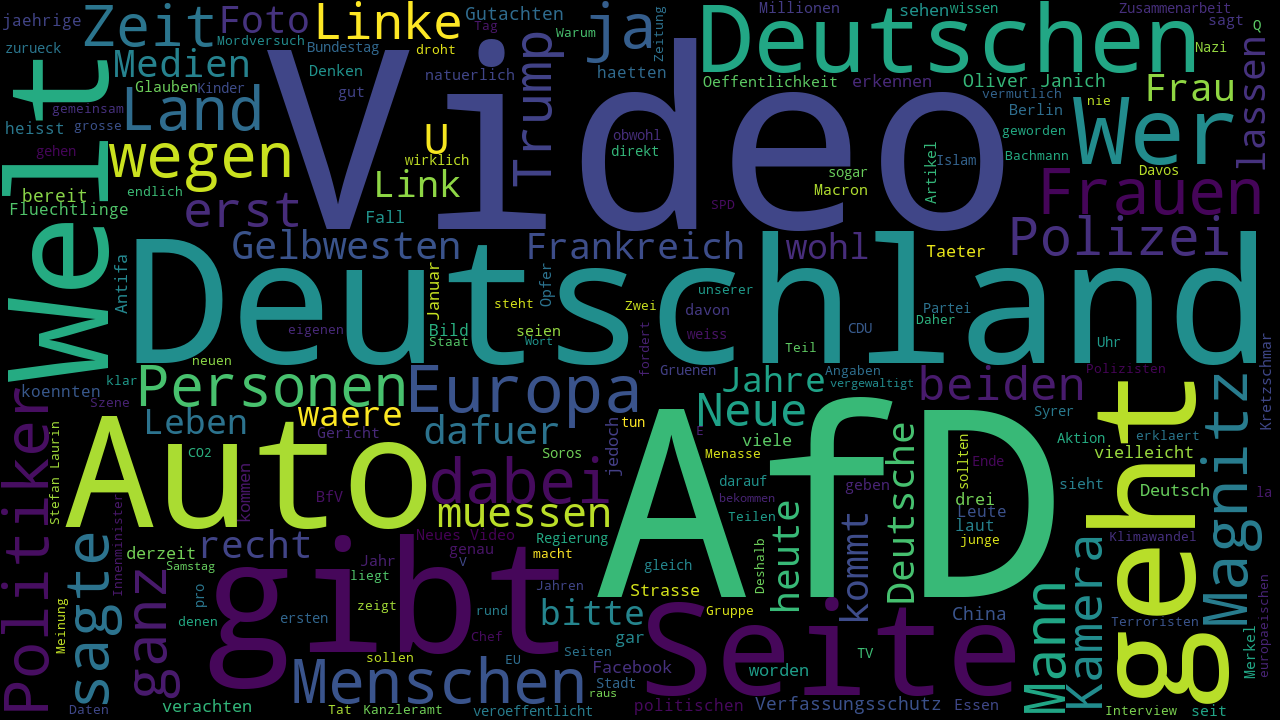 jaehrige
Zeit
Foto
Linke
Gutachten
ja
Zeitung
Deutschen
Millionen
sehen
wissen
Zusammenarbeit
sagt
Q
zurueck
Mordversuch
Bundestag
droht
Tag
Warum
Nazi
Welt
Medien
Denken
natuerlich
haetten
Oeffentlichkeit
erkennen
Oliver Janich
Frau
lassen
Glauben
Kinder
gut
Video
Trump
vermutlich
nie
gemeinsam
grosse
Land
Berlin
Wer
heisst
U
obwohl
geworden
gehen
wegen
wirklich
direkt
Artikel
Islam
Bachmann
bereit
endlich
Link
sogar
Macron
Davos
Fluechtlinge
erst
Fall
SPD
Frauen
Gelbwesten
Frankreich
wohl
Taeter
Polizei
Antifa
Januar
Opfer
unserer
Deutschland
steht
Zwei
davon
Partei
Daher
eigenen
Bild
Staat
seien
Wort
fordert
weiss
CDU
Teil
Uhr
Kretzschmar
neuen
klar
koennten
Personen
Europa
Gruenen
Jahre
Angaben
vergewaltigt
beiden
Polizisten
Szene
Leben
waere
dafuer
tun
Neue
Syrer
Politiker
Auto
Gericht
jedoch
E
viele
AfD
Deutsche
sollten
Aktion
erklaert
vielleicht
geht
Magnitz
Stefan Laurin
CO2
Soros
Menasse
Ende
kommen
BfV
dabei
darauf
bekommen
geben
sieht
Deutsch
la
Innenminister
muessen
Teilen
heute
drei
Leute
laut
sagte
derzeit
recht
Neues Video
Regierung
kommt
junge
Klimawandel
Samstag
Jahr
genau
V
macht
gleich
Deshalb
Kamera
ganz
pro
liegt
gibt
Jahren
Strasse
Mann
Meinung
denen
ersten
zeigt
rund
bitte
Gruppe
China
Terroristen
Chef
gar
Seite
TV
Merkel
europaeischen
sollen
EU
Seiten
Facebook
worden
Menschen
Stadt
raus
Daten
verachten
Tat
Kanzleramt
veroeffentlicht
politischen
Verfassungsschutz
Essen
Interview
seit